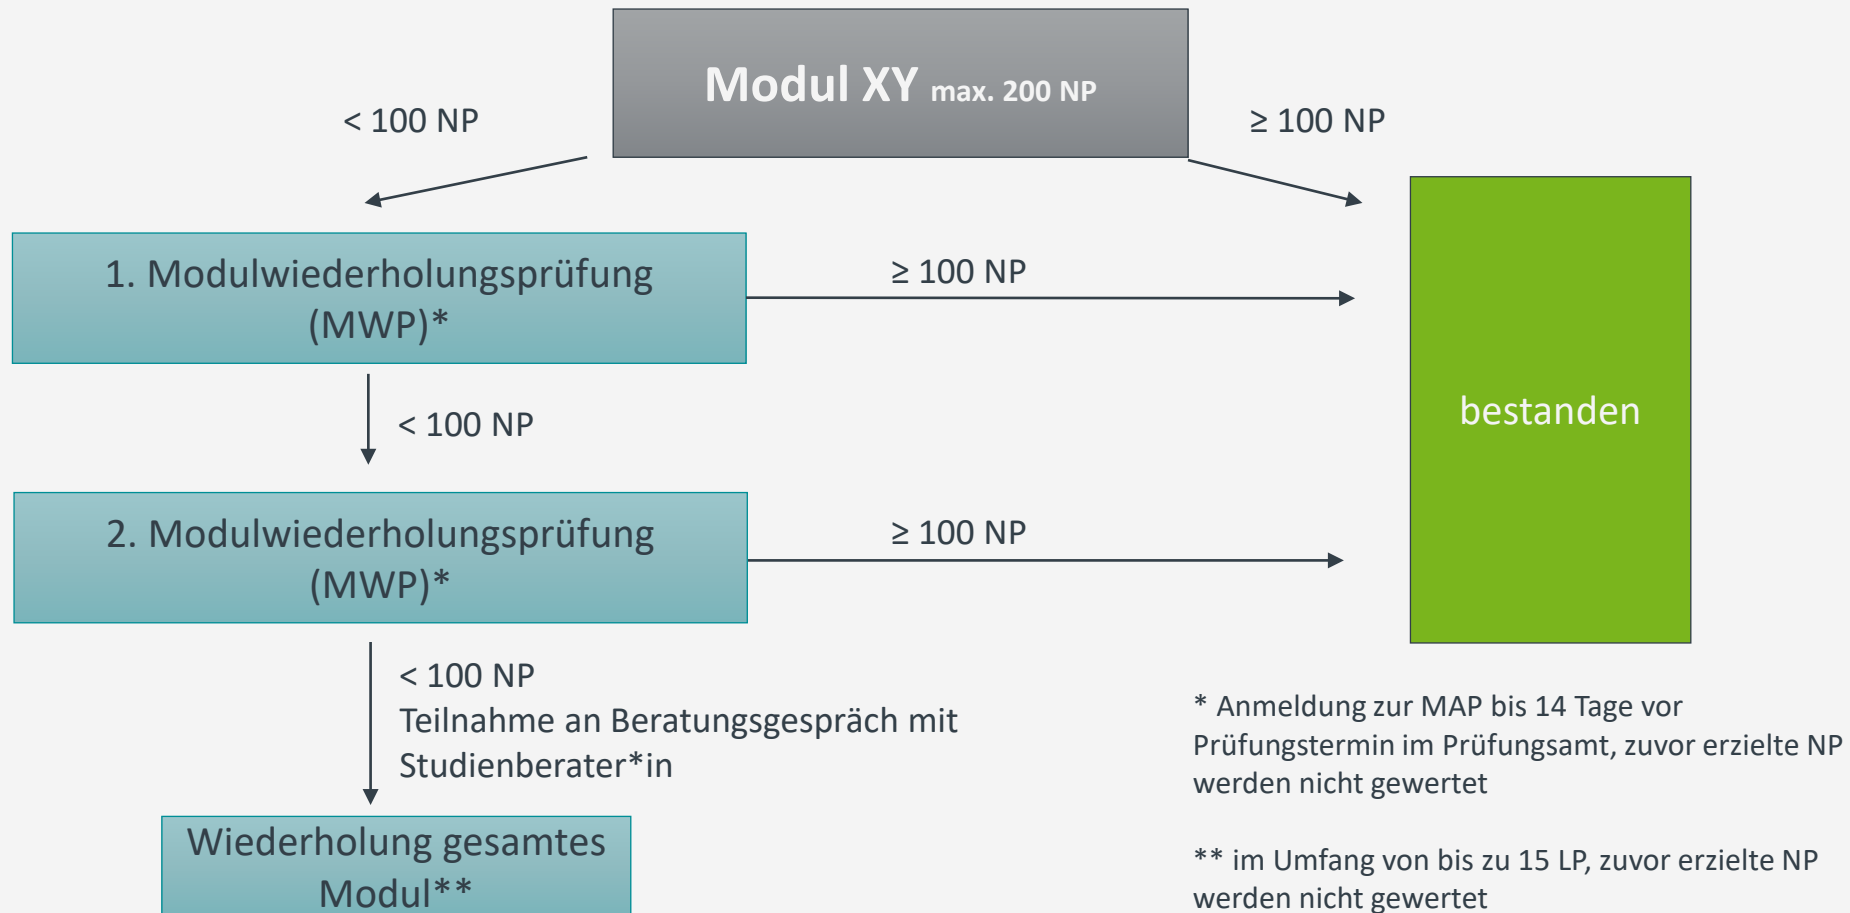 Modul XY max. 200 NP
< 100 NP
≥ 100 NP
1. Modulwiederholungsprüfung
(MWP)*
≥ 100 NP
bestanden
< 100 NP
2. Modulwiederholungsprüfung
(MWP)*
≥ 100 NP
< 100 NP
Teilnahme an Beratungsgespräch mit
Studienberater*in
* Anmeldung zur MAP bis 14 Tage vor
Prüfungstermin im Prüfungsamt, zuvor erzielte NP
werden nicht gewertet
Wiederholung gesamtes
Modul**
** im Umfang von bis zu 15 LP, zuvor erzielte NP
werden nicht gewertet